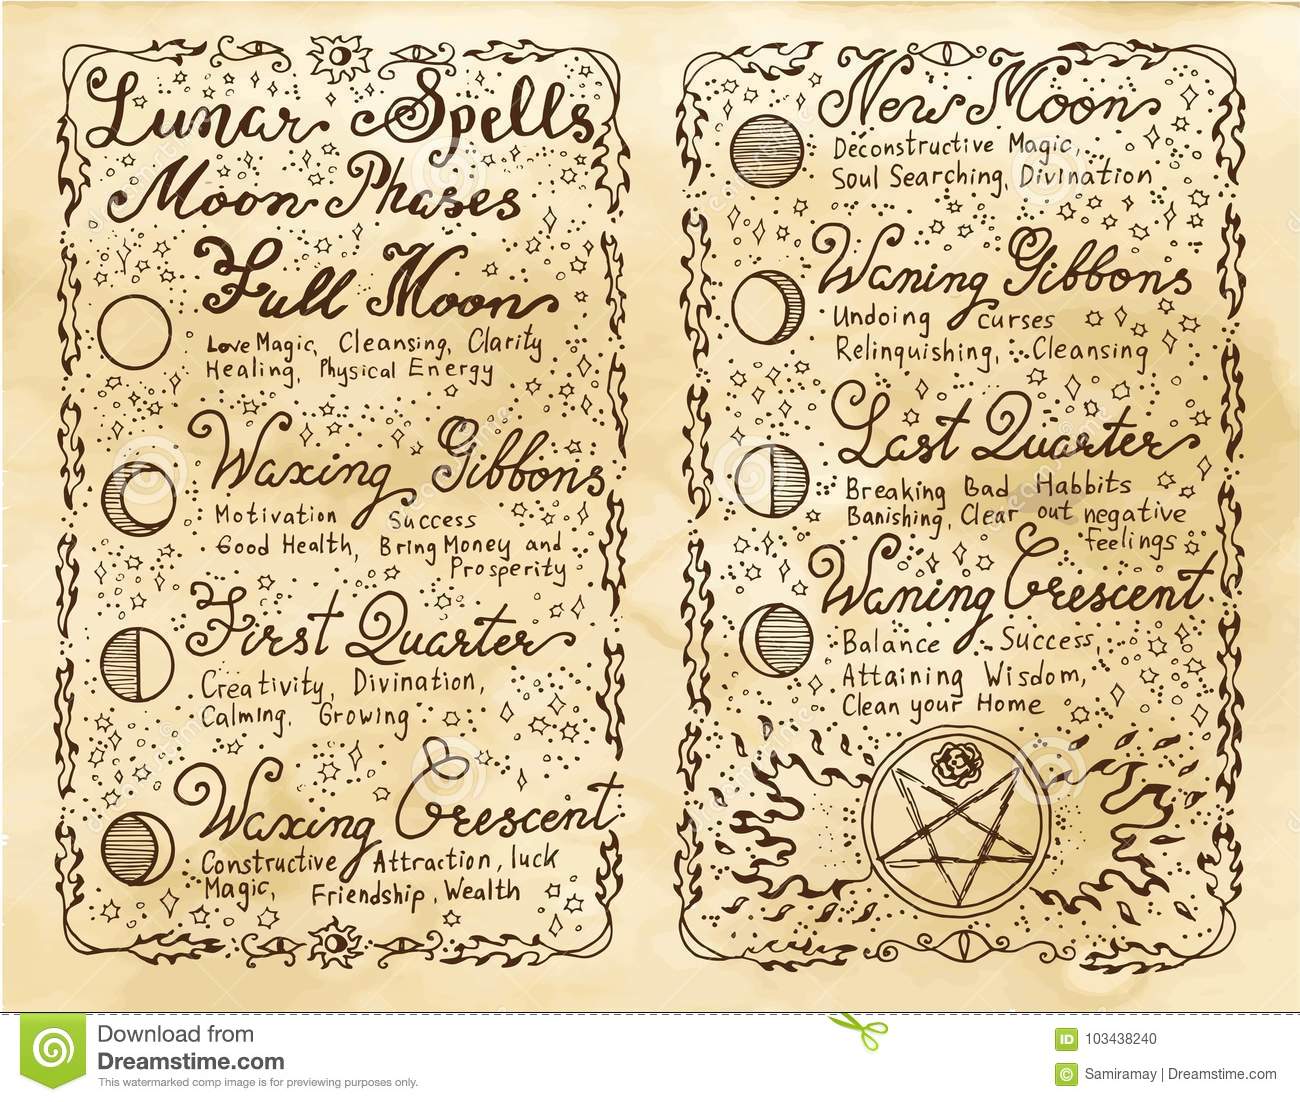 Lunar Spells
Moon Phases
Full Moon
Love Magic, Cleansing, Clarity
Healing, Physical Energy
Waxing Gibbons
Motivation Success
Good Health, Bring Money and
Prosperity
First Quarter
Creativity, Divination,
Calming, Growing
Waxing Crescent
Constructive Attraction, luck
Magic, Friendship, Wealth
New Moon
Deconstructive Magic,
Soul Searching, Divination
Waning Gibbons
Undoing curses
Relinquishing, Cleansing
Last Quarter
Breaking Bad Habbits
Banishing, Clear out negative
feelings
Waning Crescent
Balance Success,
Attaining Wisdom,
Clean your Home
Download from
Dreamstime.com
This watermarked comp image is for previewing purposes only.
ID 103438240
© Samiramay | Dreamstime.com